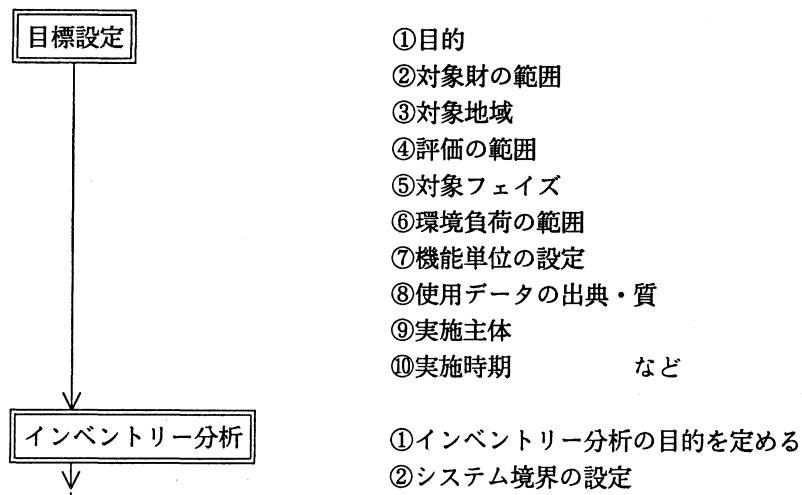 目標設定
①目的
②対象財の範囲
③対象地域
④評価の範囲
⑤対象フェイズ
⑥環境負荷の範囲
⑦機能単位の設定
⑧使用データの出典・質
⑨実施主体
⑩実施時期 など
インベントリー分析
①インベントリー分析の目的を定める
②システム境界の設定